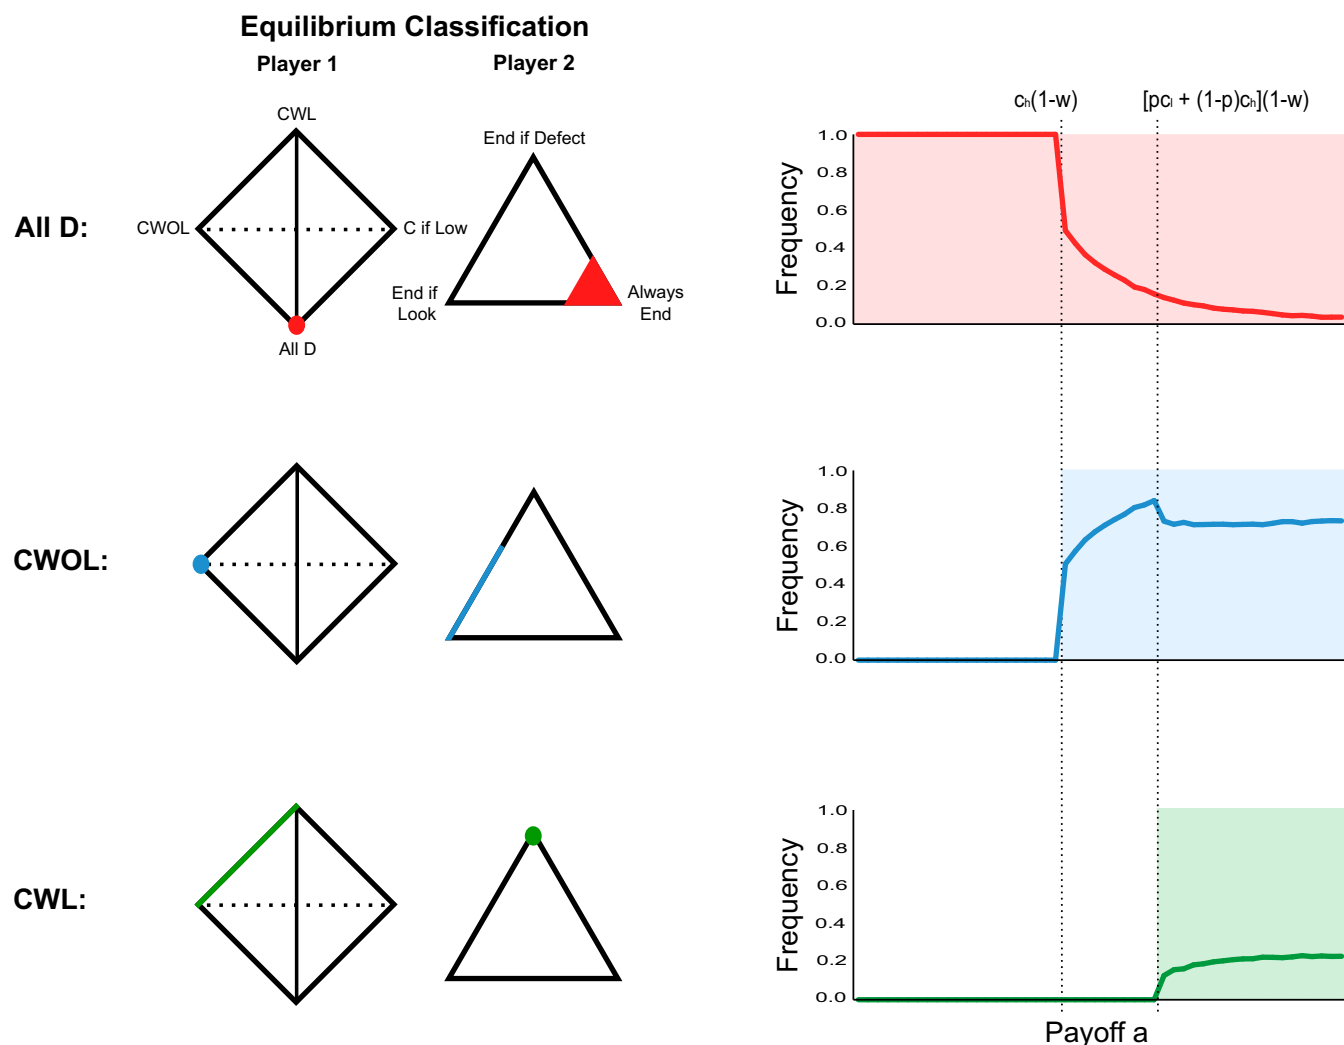 Equilibrium Classification
Player 1
Player 2
All D:
CWL
CWOL
C if Low
All D
End if Defect
End if
Look
Always
End
cₕ(1-w)
[pcₗ + (1-p)cₕ](1-w)
Frequency
1.0
0.8
0.6
0.4
0.2
0.0
CWOL:
Frequency
1.0
0.8
0.6
0.4
0.2
0.0
CWL:
Frequency
1.0
0.8
0.6
0.4
0.2
0.0
Payoff a